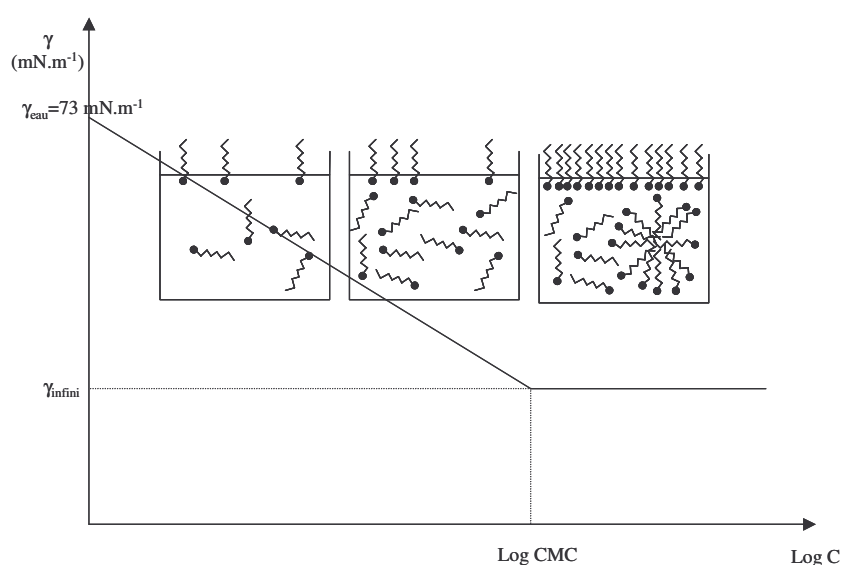 γ
(mN.m⁻¹)
γeau=73 mN.m⁻¹
γinfini
Log CMC
Log C